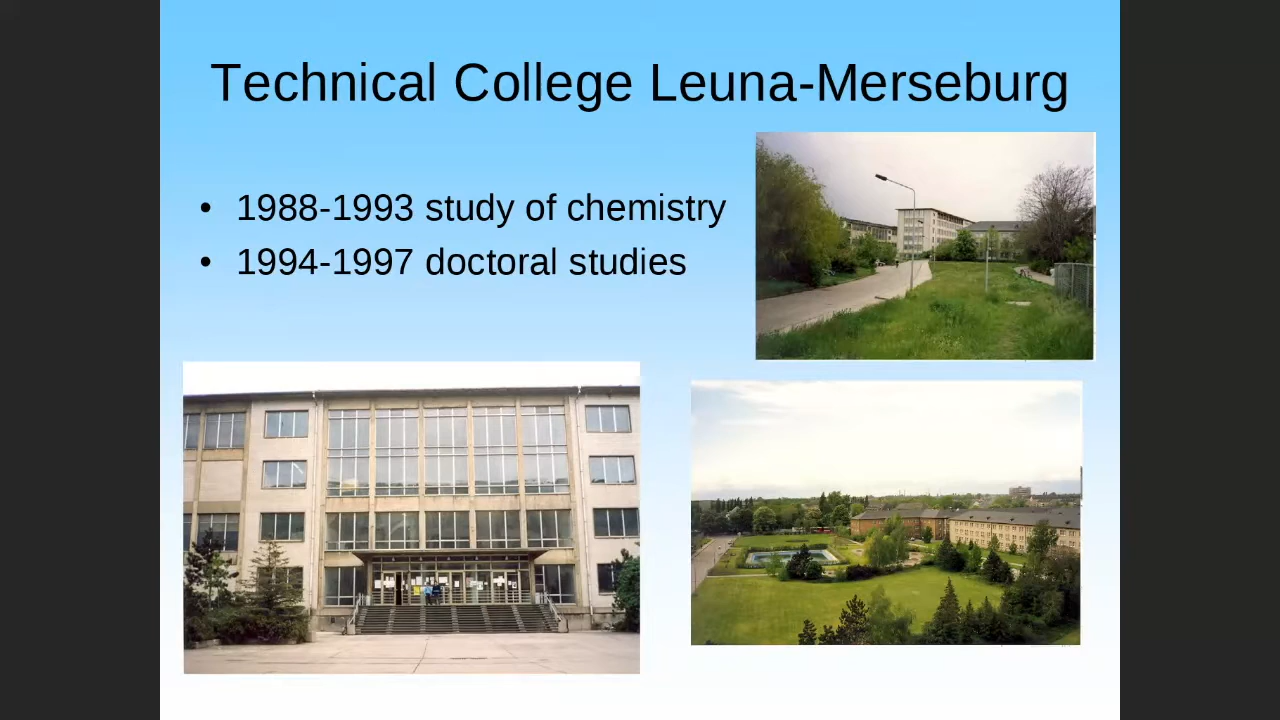 Technical College Leuna-Merseburg
• 1988-1993 study of chemistry
• 1994-1997 doctoral studies